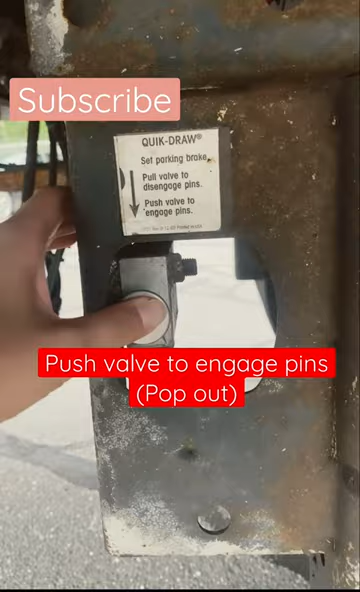 Subscribe
QUIK-DRAW®
Set parking brake.
Pull valve to
disengage pins.
Push valve to
engage pins.
Push valve to engage pins
(Pop out)